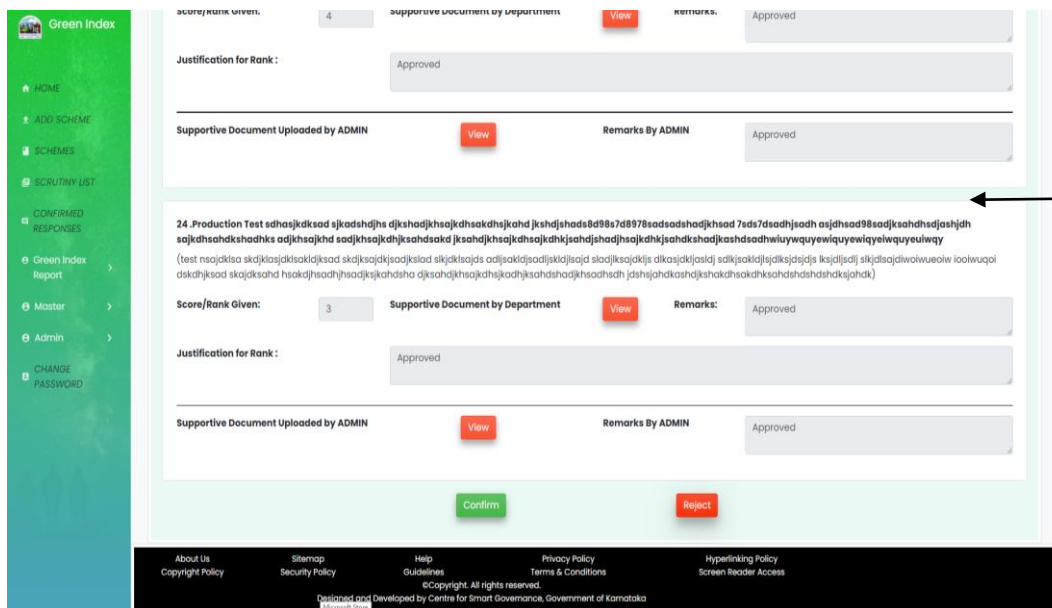 Green Index
HOME
ADD SCHEME
SCHEMES
SCRUTINY LIST
CONFIRMED
RESPONSES
Green Index
Report
Master
Admin
CHANGE
PASSWORD
Score/Rank Given: 4 Supportive Document by Department View Remarks: Approved
Justification for Rank : Approved
Supportive Document Uploaded by ADMIN View Remarks By ADMIN Approved
24 .Production Test sdhasjkdksad sjkadshdjhs djkshadjkhsajkdhsakdhsjkahd jkshdjshads8d98s7d8978sadsadshadjkhsad 7sds7dsadhjsadh asjdhsad98sadjksahdhsdjashjdh
sajkdhsahdkshadhks adjkhsajkhd sadjkhsajkdhjksahdsakd jksahdjkhsajkdhsajkdhkjsahdjshadjhsajkdhkjsahdkshadjkashdsadhwiuywquyewiquyewiqyeiwquyeuiwqy
(test nsajdklsa skdjklasjdklsakldjksad skdjksajdkjsadjkslad slkjdklsajds adljsakldjsadljskldjlsajd sladjlksajdkljs dlkasjdkljasldj sdlkjsakldjlsjdlksjdsjdjs lksjdljsdlj slkjdlsajdiwoiwueoiw iooiwuqoi
dskdhjksad skajdksahd hsakdjhsadhjhsadjksjkahdsha djksahdjkhsajkdhsjkadhjksahdshadjkhsadhsdh jdshsjahdkashdjkshakdhsakdhksahdshdshdshdksjahdk)
Score/Rank Given: 3 Supportive Document by Department View Remarks: Approved
Justification for Rank : Approved
Supportive Document Uploaded by ADMIN View Remarks By ADMIN Approved
Confirm Reject
About Us Sitemap Help Privacy Policy Hyperlinking Policy
Copyright Policy Security Policy Guidelines Terms & Conditions Screen Reader Access
©Copyright. All rights reserved.
Designed and Developed by Centre for Smart Governance, Government of Karnataka
Microsoft Store